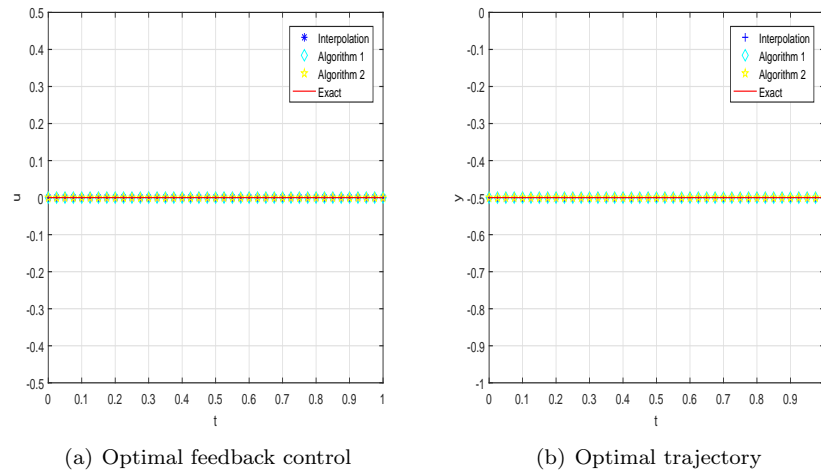 0.5
0.4
0.3
0.2
0.1
0
-0.1
-0.2
-0.3
-0.4
-0.5
u
0 0.1 0.2 0.3 0.4 0.5 0.6 0.7 0.8 0.9 1
t
Interpolation
Algorithm 1
Algorithm 2
Exact
(a) Optimal feedback control
0
-0.1
-0.2
-0.3
-0.4
-0.5
-0.6
-0.7
-0.8
-0.9
-1
y
0 0.1 0.2 0.3 0.4 0.5 0.6 0.7 0.8 0.9
t
Interpolation
Algorithm 1
Algorithm 2
Exact
(b) Optimal trajectory